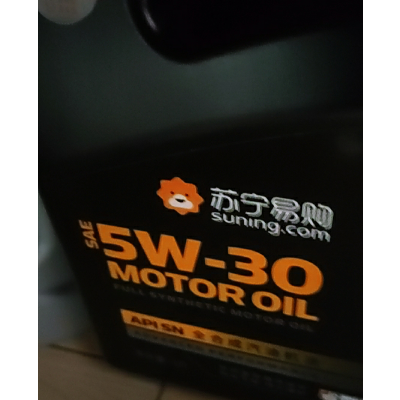 苏宁易购
suning.com
SAE
5W-30
MOTOR OIL
FULL-SYNTHETIC MOTOR OIL
API SN 全合成汽油机油